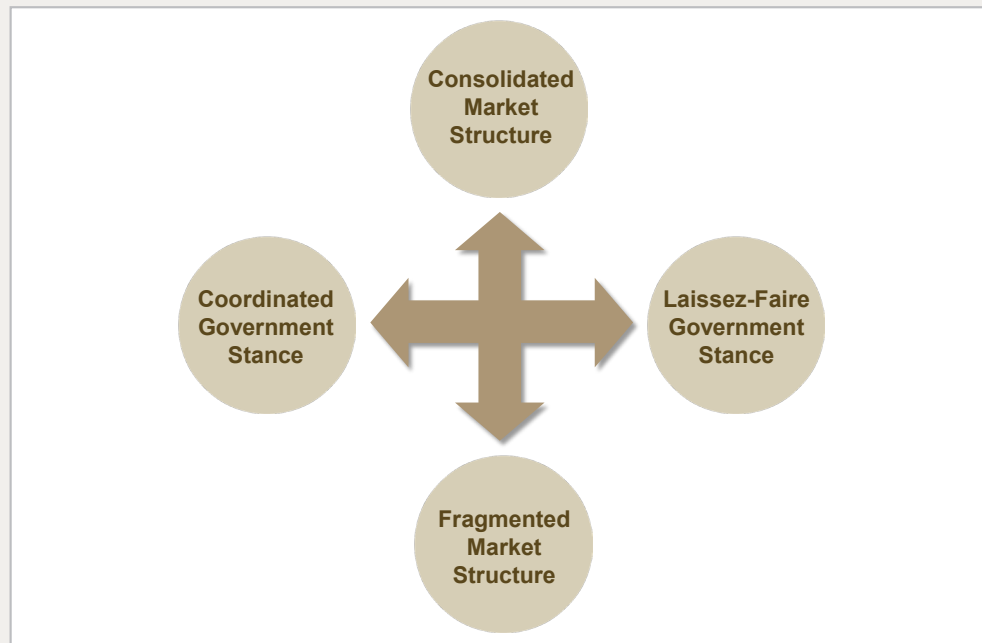 Consolidated
Market
Structure
Coordinated
Government
Stance
Laissez-Faire
Government
Stance
Fragmented
Market
Structure